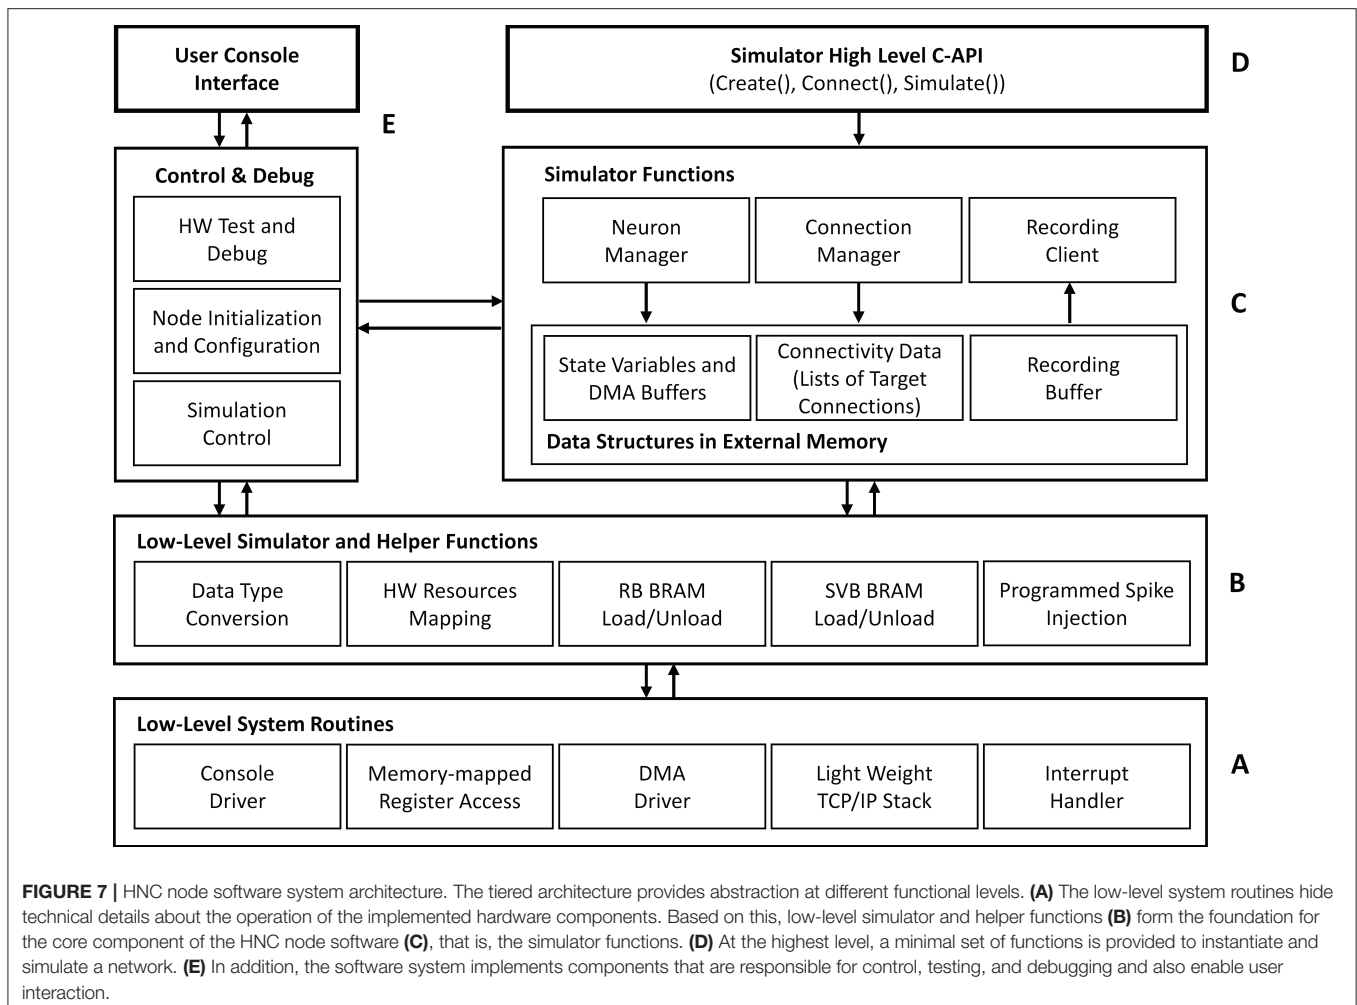 User Console
Interface
Simulator High Level C-API
(Create(), Connect(), Simulate())
D
E
Control & Debug
HW Test and
Debug
Node Initialization
and Configuration
Simulation
Control
Simulator Functions
Neuron
Manager
Connection
Manager
Recording
Client
C
State Variables and
DMA Buffers
Connectivity Data
(Lists of Target
Connections)
Recording
Buffer
Data Structures in External Memory
Low-Level Simulator and Helper Functions
Data Type
Conversion
HW Resources
Mapping
RB BRAM
Load/Unload
SVB BRAM
Load/Unload
Programmed Spike
Injection
B
Low-Level System Routines
Console
Driver
Memory-mapped
Register Access
DMA
Driver
Light Weight
TCP/IP Stack
Interrupt
Handler
A
FIGURE 7 | HNC node software system architecture. The tiered architecture provides abstraction at different functional levels. (A) The low-level system routines hide
technical details about the operation of the implemented hardware components. Based on this, low-level simulator and helper functions (B) form the foundation for
the core component of the HNC node software (C), that is, the simulator functions. (D) At the highest level, a minimal set of functions is provided to instantiate and
simulate a network. (E) In addition, the software system implements components that are responsible for control, testing, and debugging and also enable user
interaction.